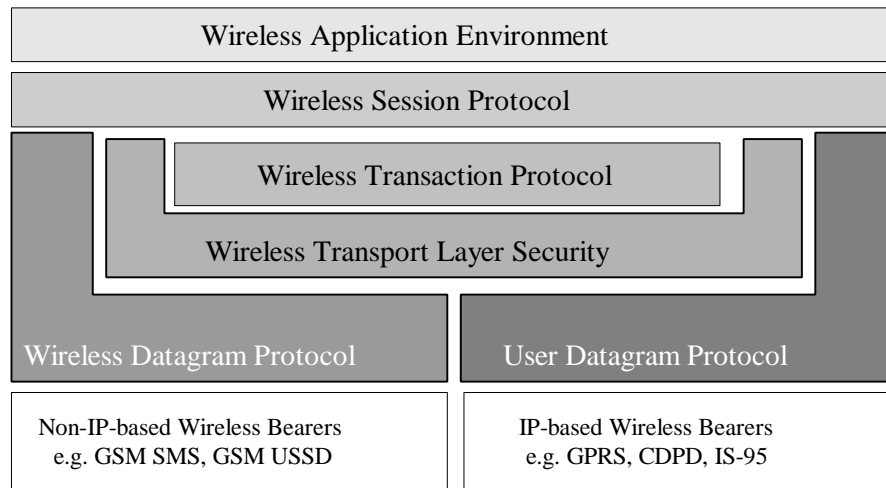 Wireless Application Environment
Wireless Session Protocol
Wireless Transaction Protocol
Wireless Transport Layer Security
Wireless Datagram Protocol
User Datagram Protocol
Non-IP-based Wireless Bearers
e.g. GSM SMS, GSM USSD
IP-based Wireless Bearers
e.g. GPRS, CDPD, IS-95